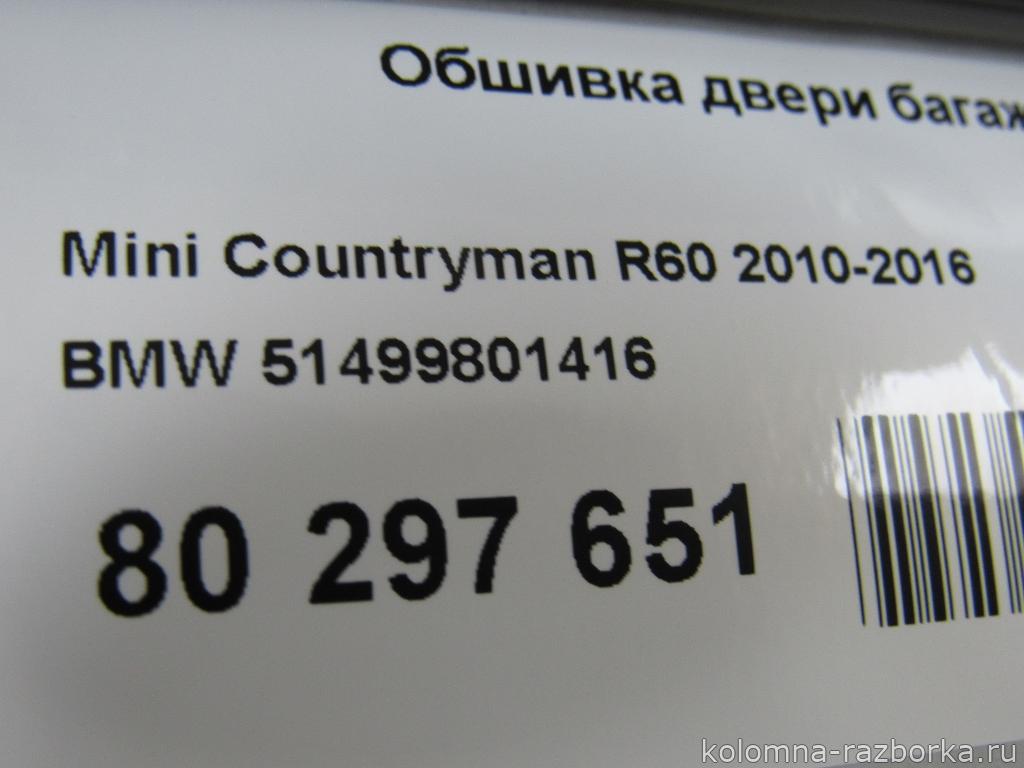 Обшивка двери багаж
Mini Countryman R60 2010-2016
BMW 51499801416
80 297 651
kolomna-razborka.ru